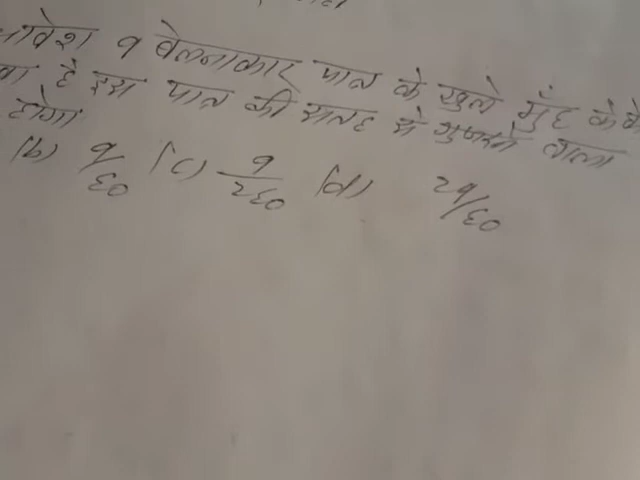 आवेश q बेलनाकार पात्र के खुले मुँह के के
है इस पात्र की सतह से गुजरने वाला
होगा
(b) q/ε0 (c) q/2ε0 (d) 2q/ε0